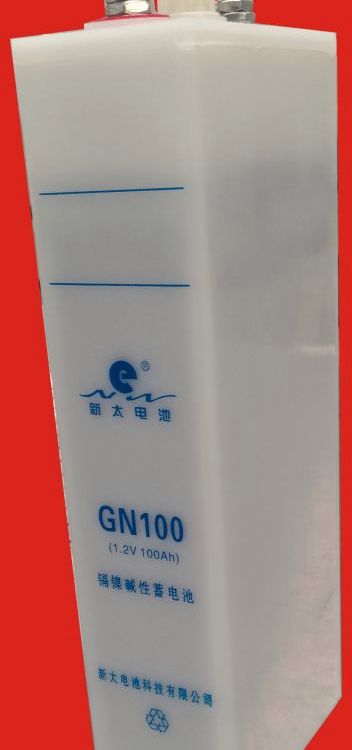 e®
新太电池
GN100
(1.2V 100Ah)
镉镍碱性蓄电池
新太电池科技有限公司